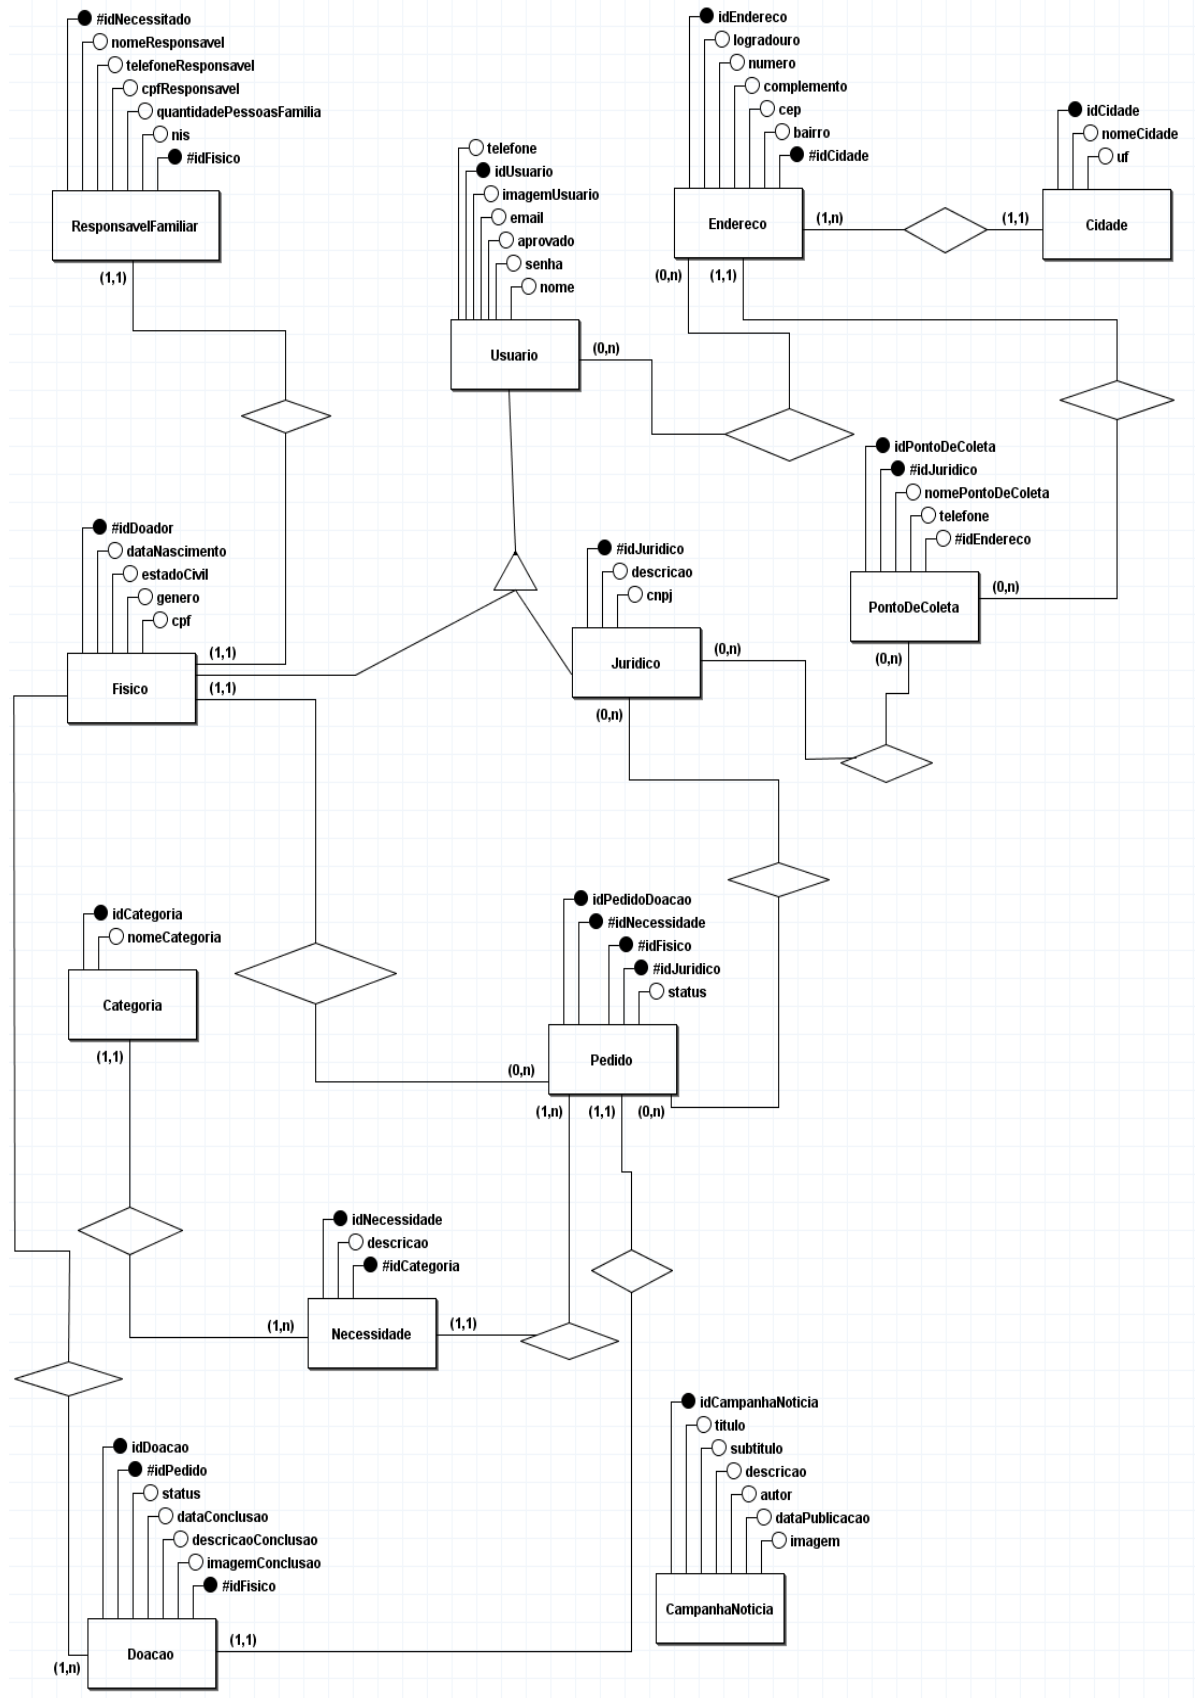 #idNecessitado
nomeResponsavel
telefoneResponsavel
cpfResponsavel
quantidadePessoasFamilia
nis
#idFisico
ResponsavelFamiliar
(1,1)
telefone
idUsuario
imagemUsuario
email
aprovado
senha
nome
Usuario
(0,n)
idEndereco
logradouro
numero
complemento
cep
bairro
#idCidade
Endereco
(1,n)
(1,1)
(0,n)
(1,1)
idCidade
nomeCidade
uf
Cidade
idPontoDeColeta
#idJuridico
nomePontoDeColeta
telefone
#idEndereco
PontoDeColeta
(0,n)
(0,n)
#idDoador
dataNascimento
estadoCivil
genero
cpf
Fisico
(1,1)
(1,1)
#idJuridico
descricao
cnpj
Juridico
(0,n)
(0,n)
idCategoria
nomeCategoria
Categoria
(1,1)
idPedidoDoacao
#idNecessidade
#idFisico
#idJuridico
status
Pedido
(0,n)
(1,n)
(1,1)
(0,n)
idNecessidade
descricao
#idCategoria
Necessidade
(1,n)
(1,1)
idDoacao
#idPedido
status
dataConclusao
descricaoConclusao
imagemConclusao
#idFisico
Doacao
(1,1)
(1,n)
idCampanhaNoticia
titulo
subtitulo
descricao
autor
dataPublicacao
imagem
CampanhaNoticia